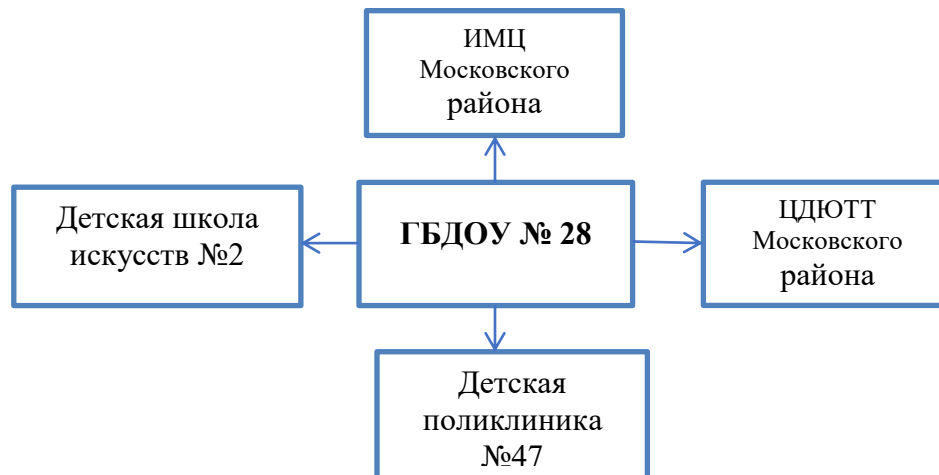 ИМЦ
Московского
района
Детская школа
искусств №2
ГБДОУ № 28
ЦДЮТТ
Московского
района
Детская
поликлиника
№47